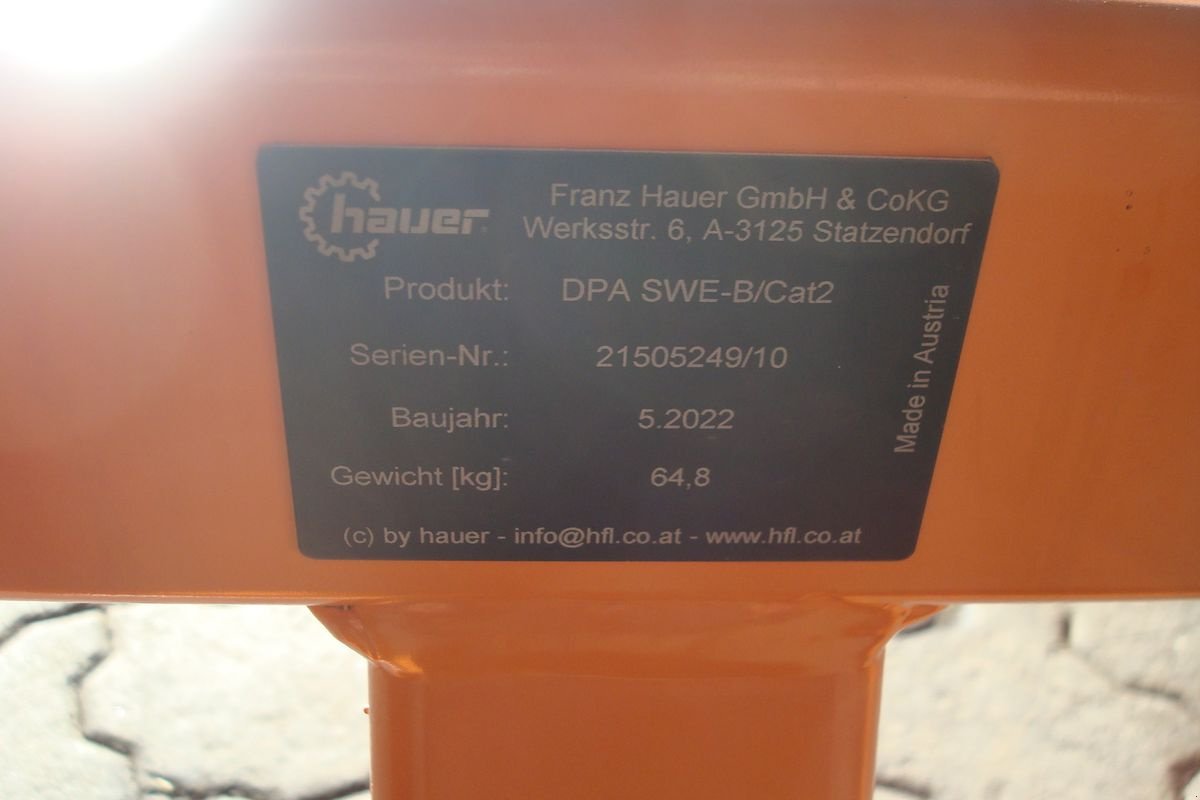 hauer
Franz Hauer GmbH & CoKG
Werksstr. 6, A-3125 Statzendorf
Produkt: DPA SWE-B/Cat2
Serien-Nr.: 21505249/10
Baujahr: 5.2022
Gewicht [kg]: 64,8
Made in Austria
(c) by hauer - info@hfl.co.at - www.hfl.co.at